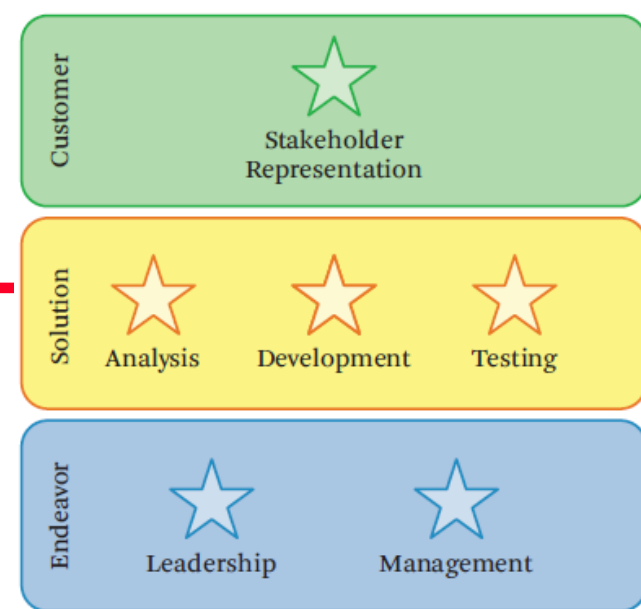 Customer
Stakeholder
Representation
Solution
Analysis
Development
Testing
Endeavor
Leadership
Management